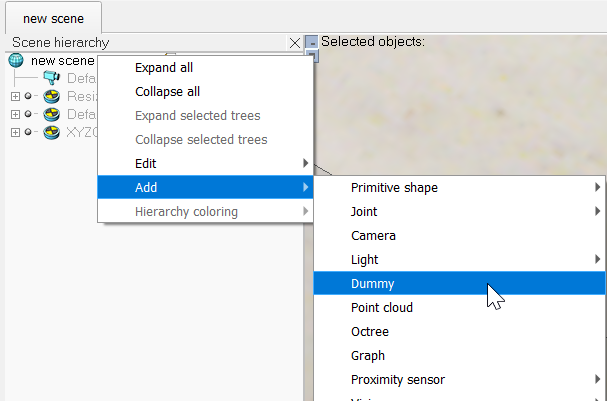 new scene
Scene hierarchy
Selected objects:
new scene
Defa
Resiz
Defa
XYZC
Expand all
Collapse all
Expand selected trees
Collapse selected trees
Edit
Add
Hierarchy coloring
Primitive shape
Joint
Camera
Light
Dummy
Point cloud
Octree
Graph
Proximity sensor